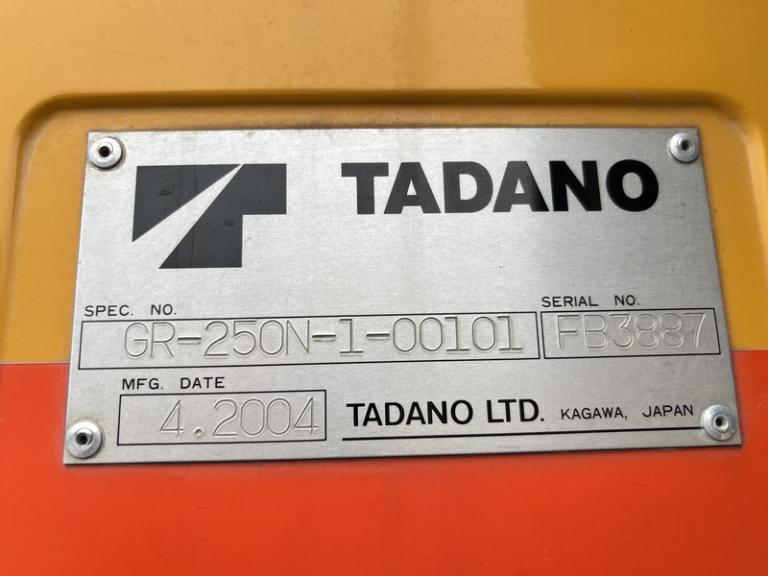 TADANO
SPEC. NO.
GR-250N-1-00101
SERIAL NO.
FB3887
MFG. DATE
4.2004
TADANO LTD. KAGAWA, JAPAN